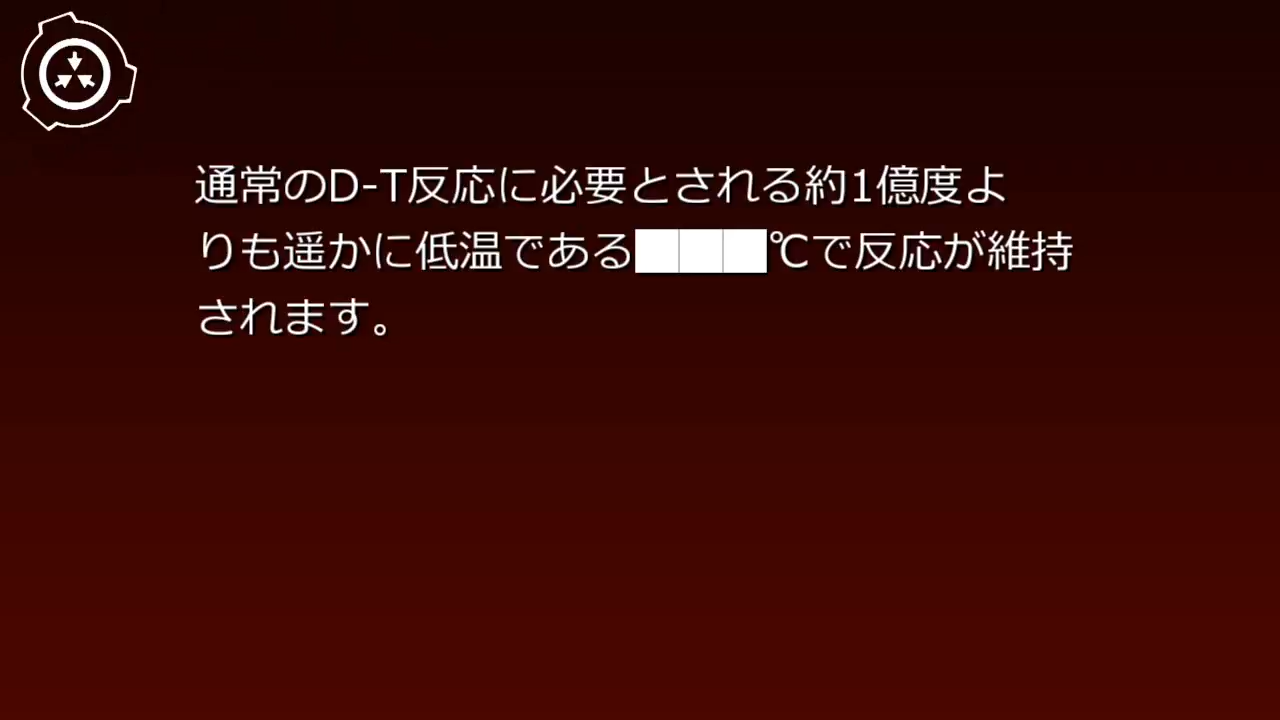 通常のD-T反応に必要とされる約1億度よ
りも遥かに低温である███℃で反応が維持
されます。